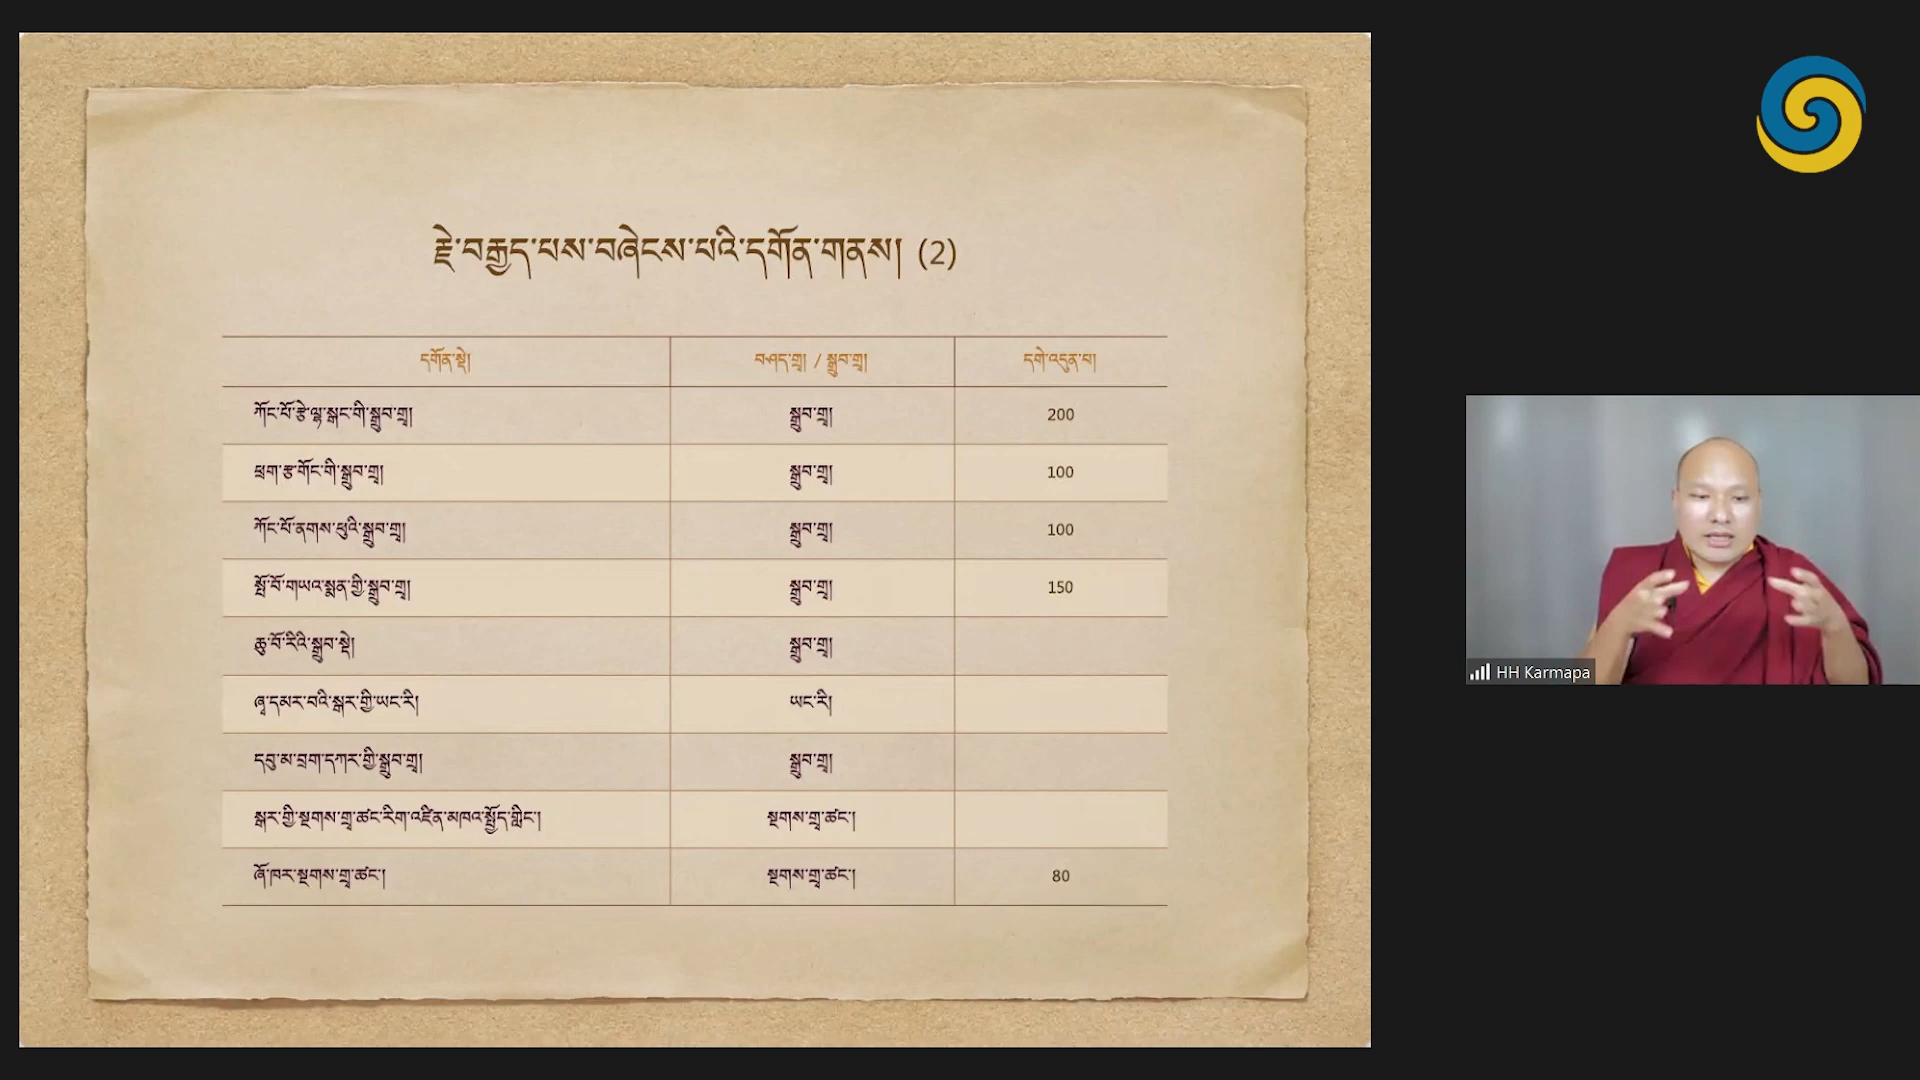 རྗེ་བརྒྱད་པས་བཞེངས་པའི་དགོན་གནས། (2)
དགོན་སྡེ། བཤད་གྲྭ། / སྒྲུབ་གྲྭ། དགེ་འདུན་པ།
ཀོང་པོ་རྩེ་ལྷ་སྒང་གི་སྒྲུབ་གྲྭ། སྒྲུབ་གྲྭ། 200
ཕྲག་རྩ་གོང་གི་སྒྲུབ་གྲྭ། སྒྲུབ་གྲྭ། 100
ཀོང་པོ་ནགས་ཕུའི་སྒྲུབ་གྲྭ། སྒྲུབ་གྲྭ། 100
སྤོ་བོ་གཡའ་སྨན་གྱི་སྒྲུབ་གྲྭ། སྒྲུབ་གྲྭ། 150
ཆུ་བོ་རིའི་སྒྲུབ་སྡེ། སྒྲུབ་གྲྭ།
ཞྭ་དམར་བའི་སྒར་གྱི་ཡང་རི། ཡང་རི།
དབུ་མ་བྲག་དཀར་གྱི་སྒྲུབ་གྲྭ། སྒྲུབ་གྲྭ།
སྒར་གྱི་སྔགས་གྲྭ་ཚང་རིག་འཛིན་མཁའ་སྤྱོད་གླིང་། སྔགས་གྲྭ་ཚང་།
ཞོ་ཁར་སྔགས་གྲྭ་ཚང་། སྔགས་གྲྭ་ཚང་། 80
HH Karmapa